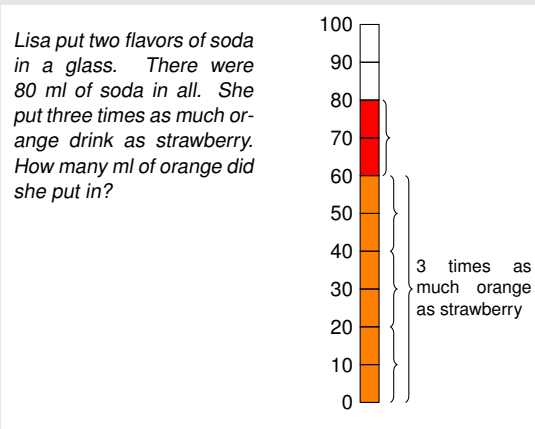 Lisa put two flavors of soda
in a glass. There were
80 ml of soda in all. She
put three times as much or-
ange drink as strawberry.
How many ml of orange did
she put in?
100
90
80
70
60
50
40
30
20
10
0
3 times as
much orange
as strawberry